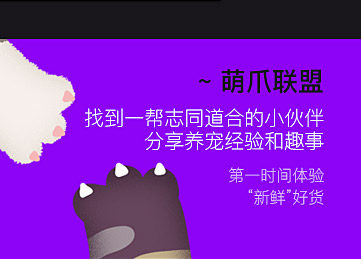 ~ 萌爪联盟
找到一帮志同道合的小伙伴
分享养宠经验和趣事
第一时间体验
“新鲜”好货